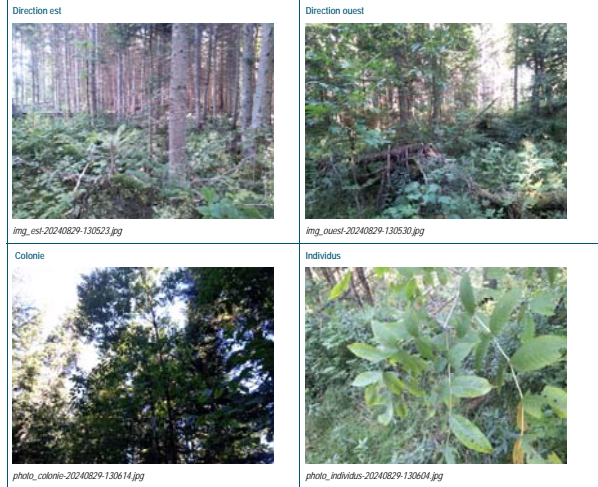 Direction est
Direction ouest
img_est-20240829-130523.jpg
img_ouest-20240829-130530.jpg
Colonie
Individus
photo_colonie-20240829-130614.jpg
photo_individus-20240829-130604.jpg